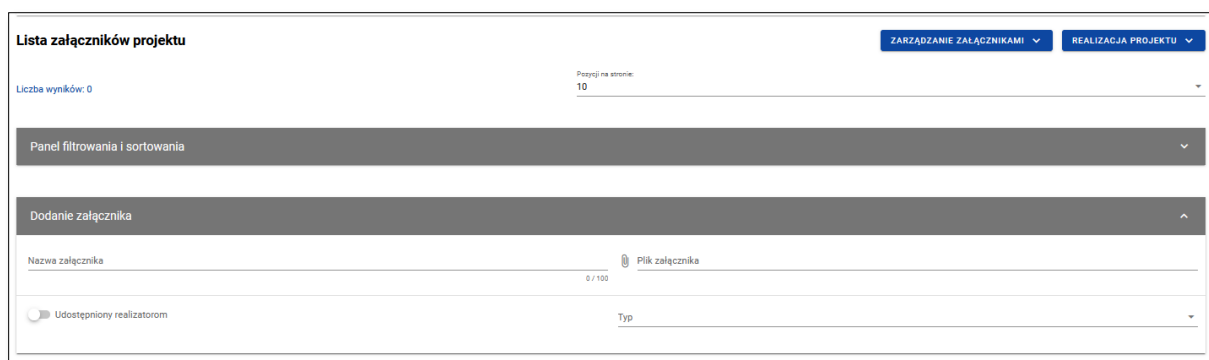 Lista załączników projektu
ZARZĄDZANIE ZAŁĄCZNIKAMI
REALIZACJA PROJEKTU
Liczba wyników: 0
Pozycji na stronie:
10
Panel filtrowania i sortowania
Dodanie załącznika
Nazwa załącznika
Plik załącznika
0 / 100
Udostępniony realizatorom
Typ